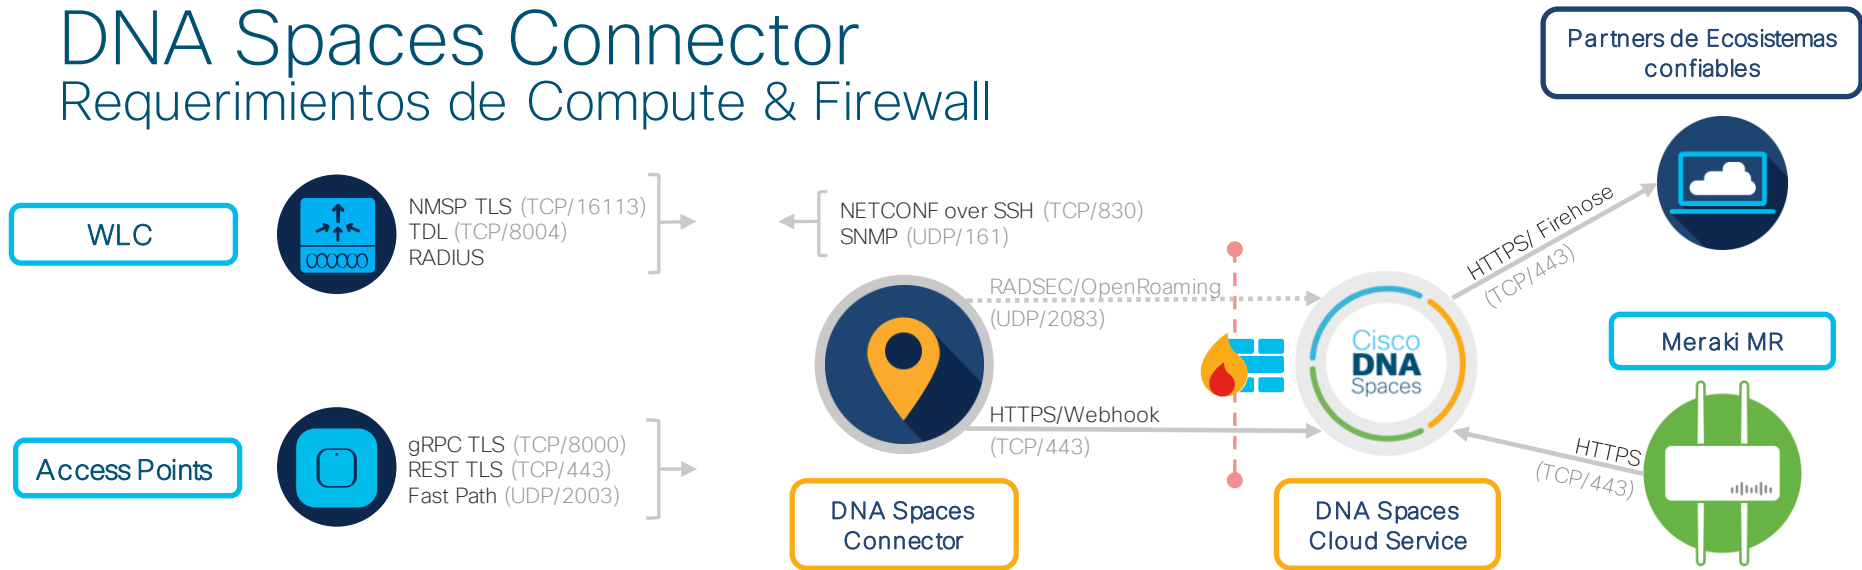 DNA Spaces Connector
Requerimientos de Compute & Firewall
Partners de Ecosistemas
confiables
WLC
NMSP TLS (TCP/16113)
TDL (TCP/8004)
RADIUS
NETCONF over SSH (TCP/830)
SNMP (UDP/161)
HTTPS/ Firehose
(TCP/443)
RADSEC/OpenRoaming
(UDP/2083)
Cisco
DNA
Spaces
Meraki MR
HTTPS/Webhook
(TCP/443)
HTTPS
(TCP/443)
Access Points
gRPC TLS (TCP/8000)
REST TLS (TCP/443)
Fast Path (UDP/2003)
DNA Spaces
Connector
DNA Spaces
Cloud Service